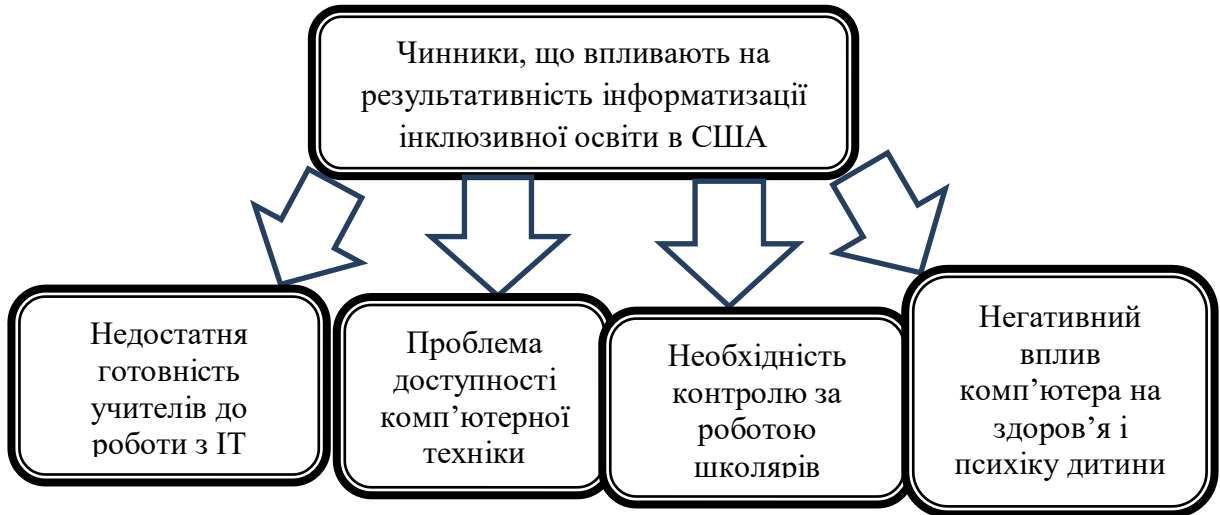 Чинники, що впливають на
результативність інформатизації
інклюзивної освіти в США
Недостатня
готовність
учителів до
роботи з ІТ
Проблема
доступності
комп’ютерної
техніки
Необхідність
контролю за
роботою
школярів
Негативний
вплив
комп’ютера на
здоров’я і
психіку дитини